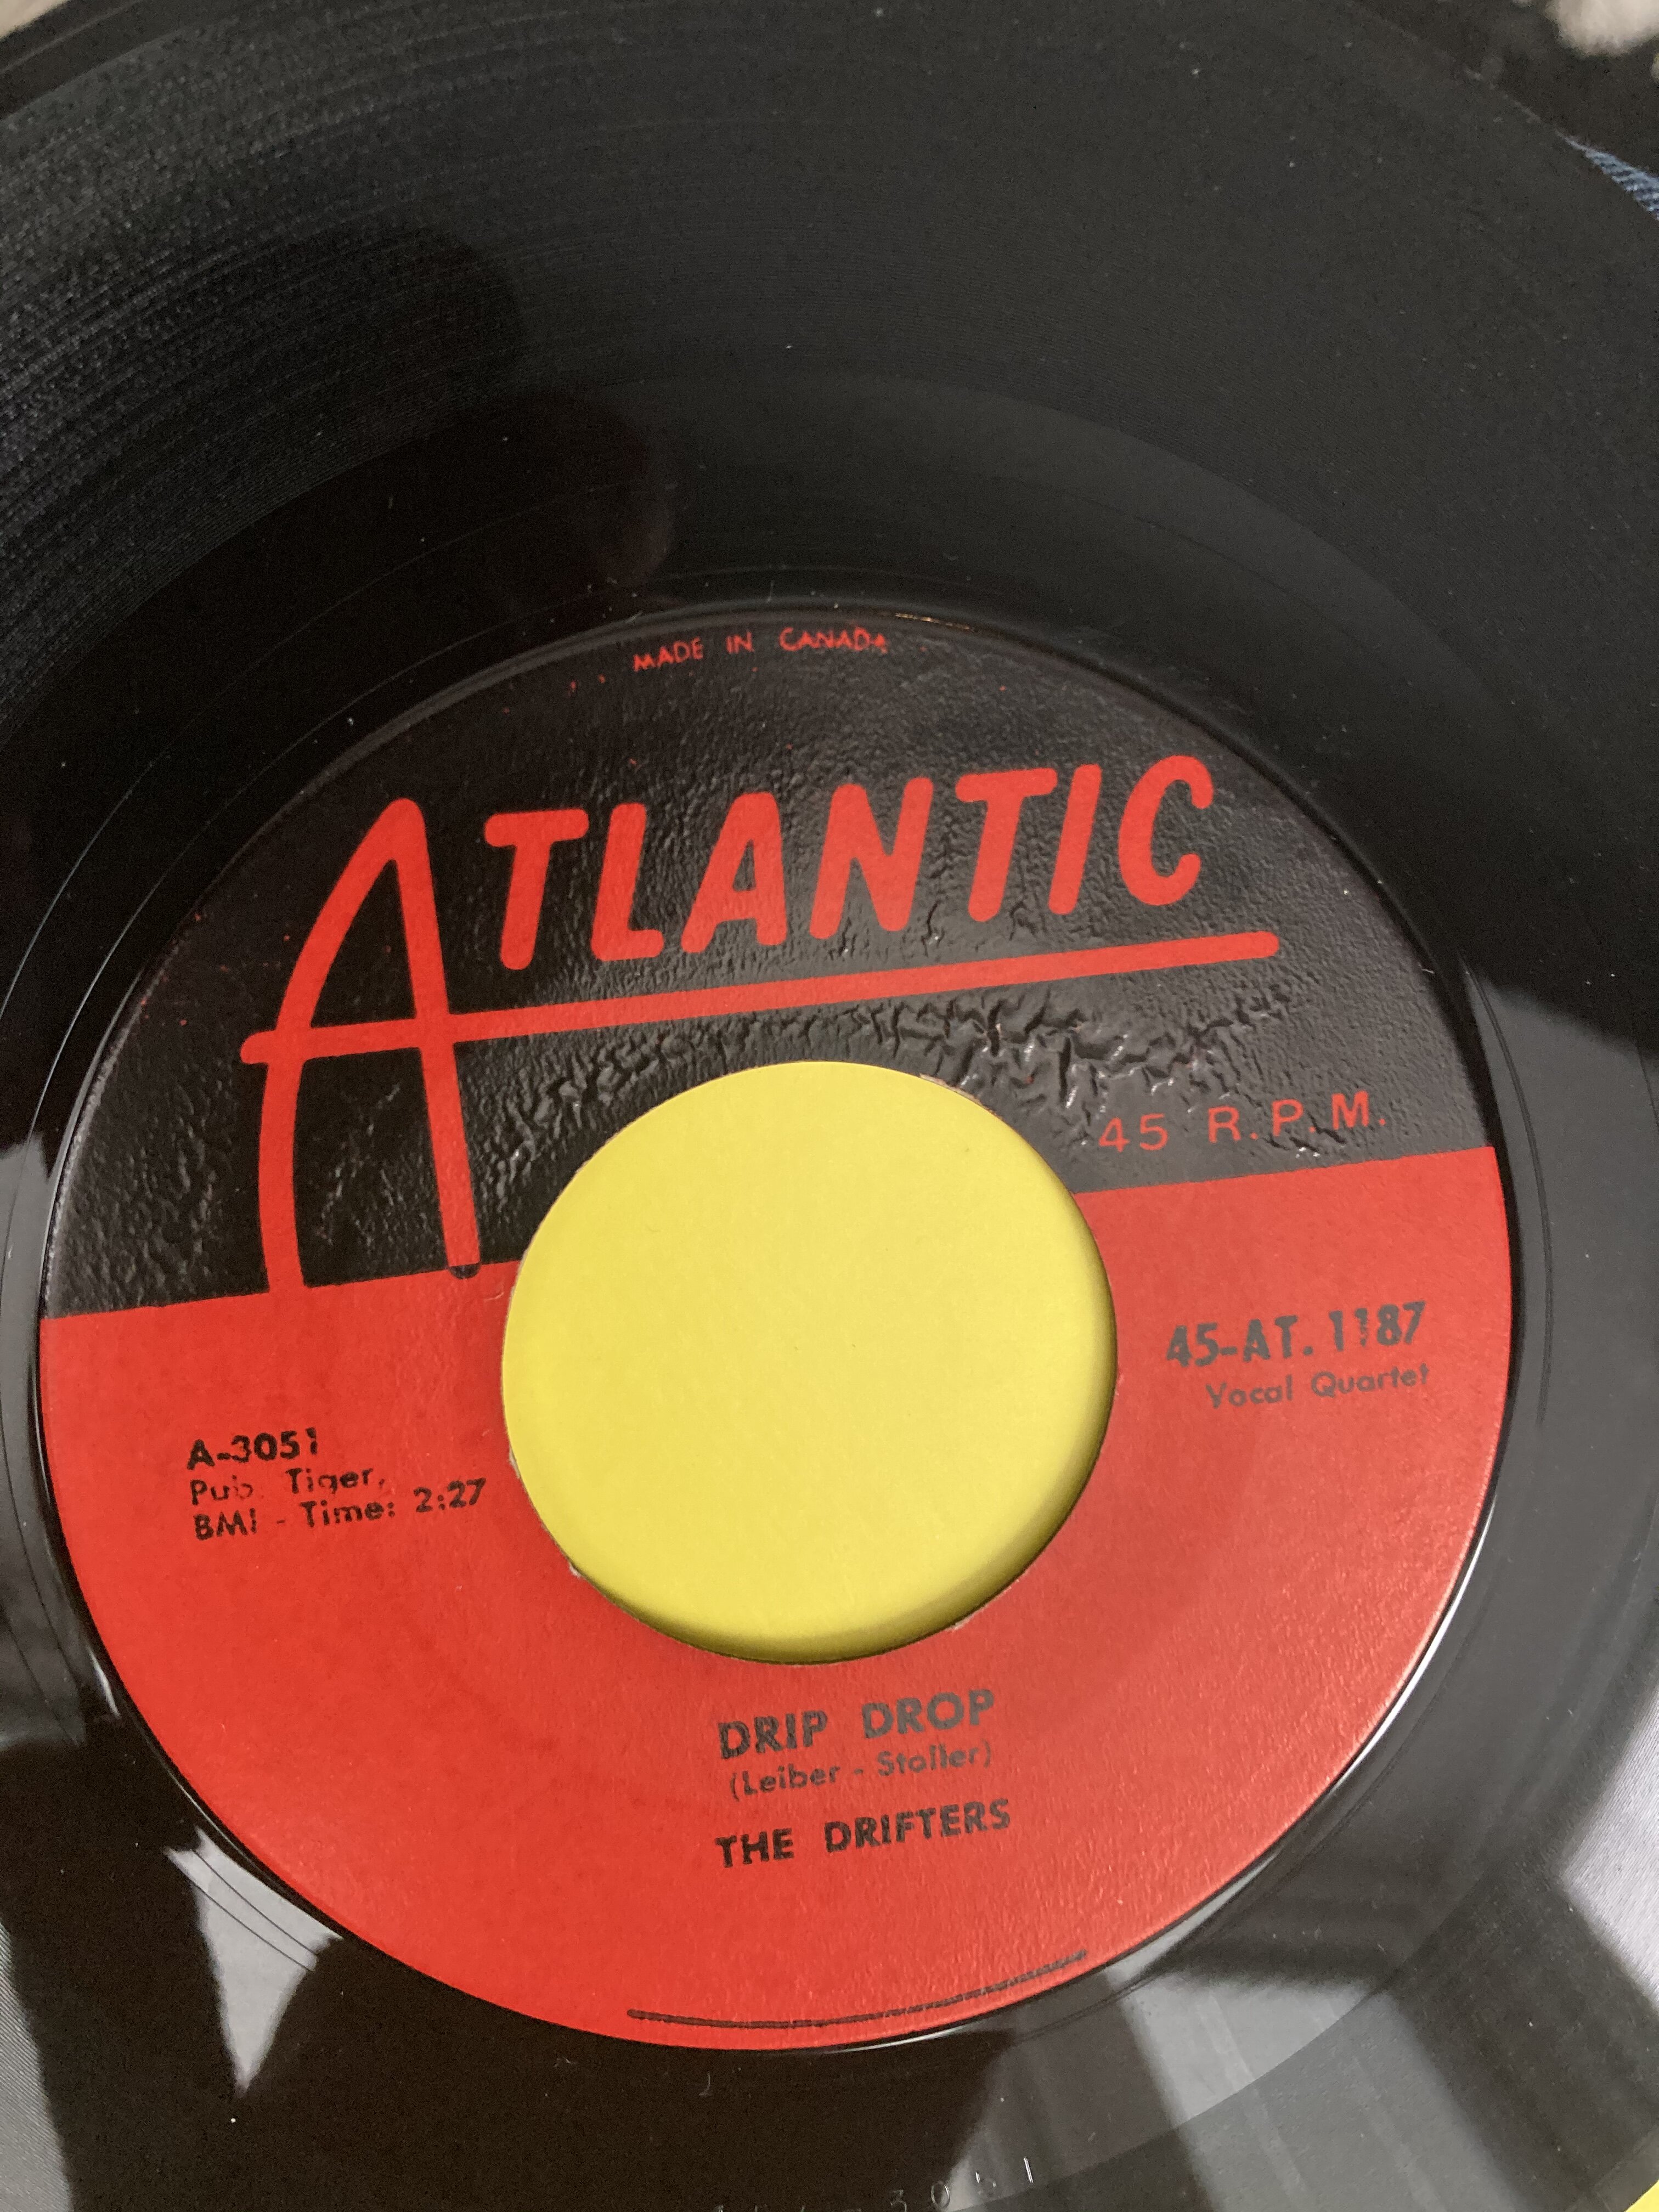 MADE IN CANADA
ATLANTIC
45 R.P.M.
45-AT. 1187
Vocal Quartet
A-3051
Pub. Tiger,
BMI - Time: 2:27
DRIP DROP
(Leiber - Stoller)
THE DRIFTERS
3051